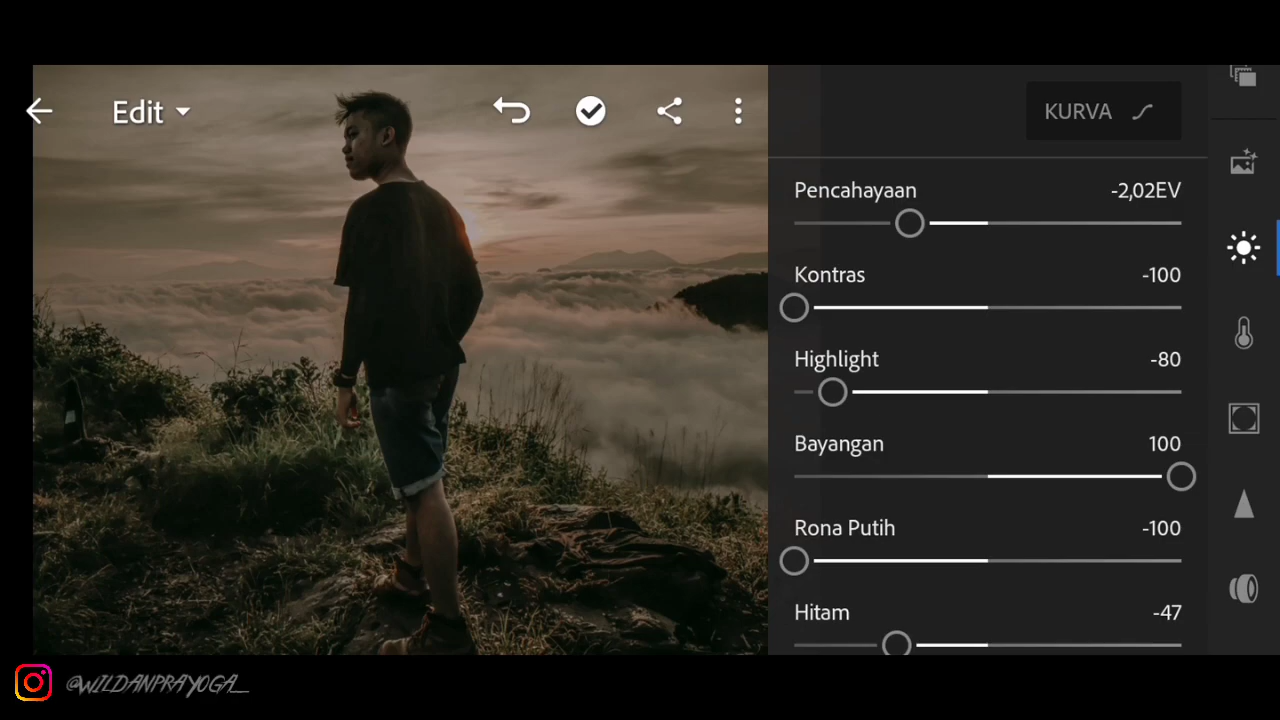 Edit
KURVA
Pencahayaan -2,02EV
Kontras -100
Highlight -80
Bayangan 100
Rona Putih -100
Hitam -47
@WILDANPRAYOGA_